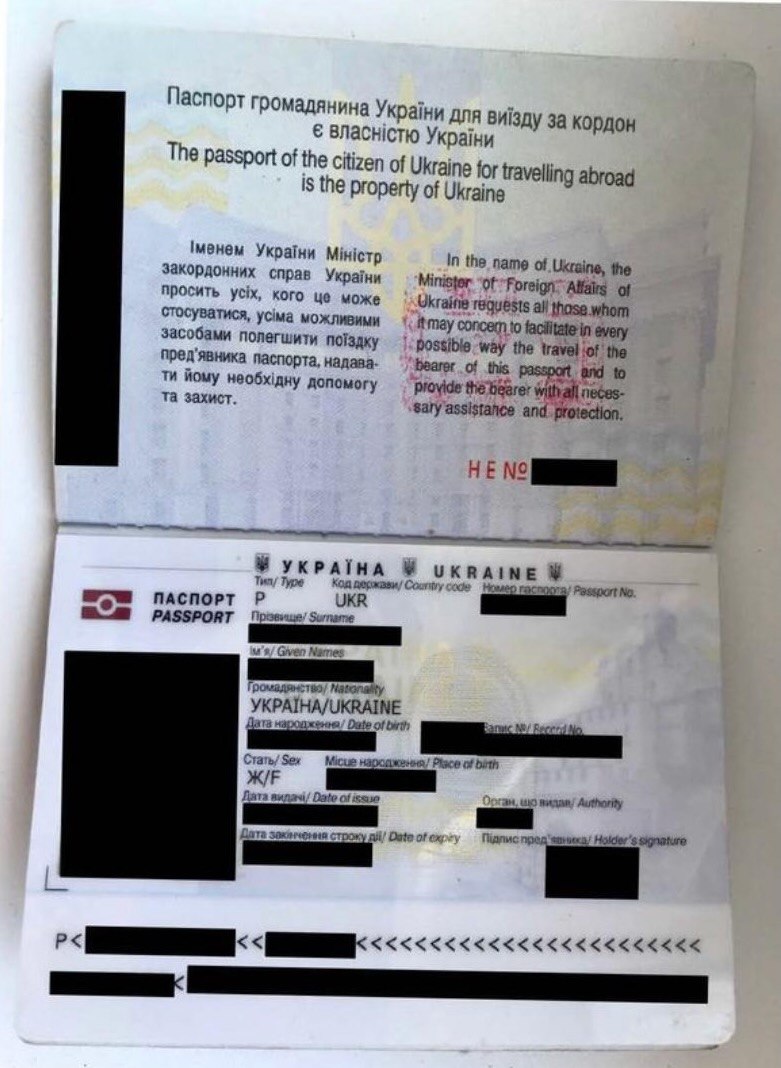 Паспорт громадянина України для виїзду за кордон
є власністю України
The passport of the citizen of Ukraine for travelling abroad
is the property of Ukraine
Іменем України Міністр
закордонних справ України
просить усіх, кого це може
стосуватися, усіма можливими
засобами полегшити поїздку
пред'явника паспорта, надава-
ти йому необхідну допомогу
та захист.
In the name of Ukraine, the
Minister of Foreign Affairs of
Ukraine requests all those whom
it may concern to facilitate in every
possible way the travel of the
bearer of this passport and to
provide the bearer with all neces-
sary assistance and protection.
Н Е №
УКРАЇНА UKRAINE
ПАСПОРТ
PASSPORT
Тип/ Type Код держави/ Country code Номер паспорта/ Passport No.
P UKR
Прізвище/ Surname
Ім'я/ Given Names
Громадянство/ Nationality
УКРАЇНА/UKRAINE
Дата народження/ Date of birth Запис №/ Record No.
Стать/ Sex Місце народження/ Place of birth
Ж/F
Дата видачі/ Date of issue Орган, що видав/ Authority
Дата закінчення строку дії/ Date of expiry Підпис пред'явника/ Holder's signature
P< << <<<<<<<<<<<<<<<<<<<<<<<<<<
<